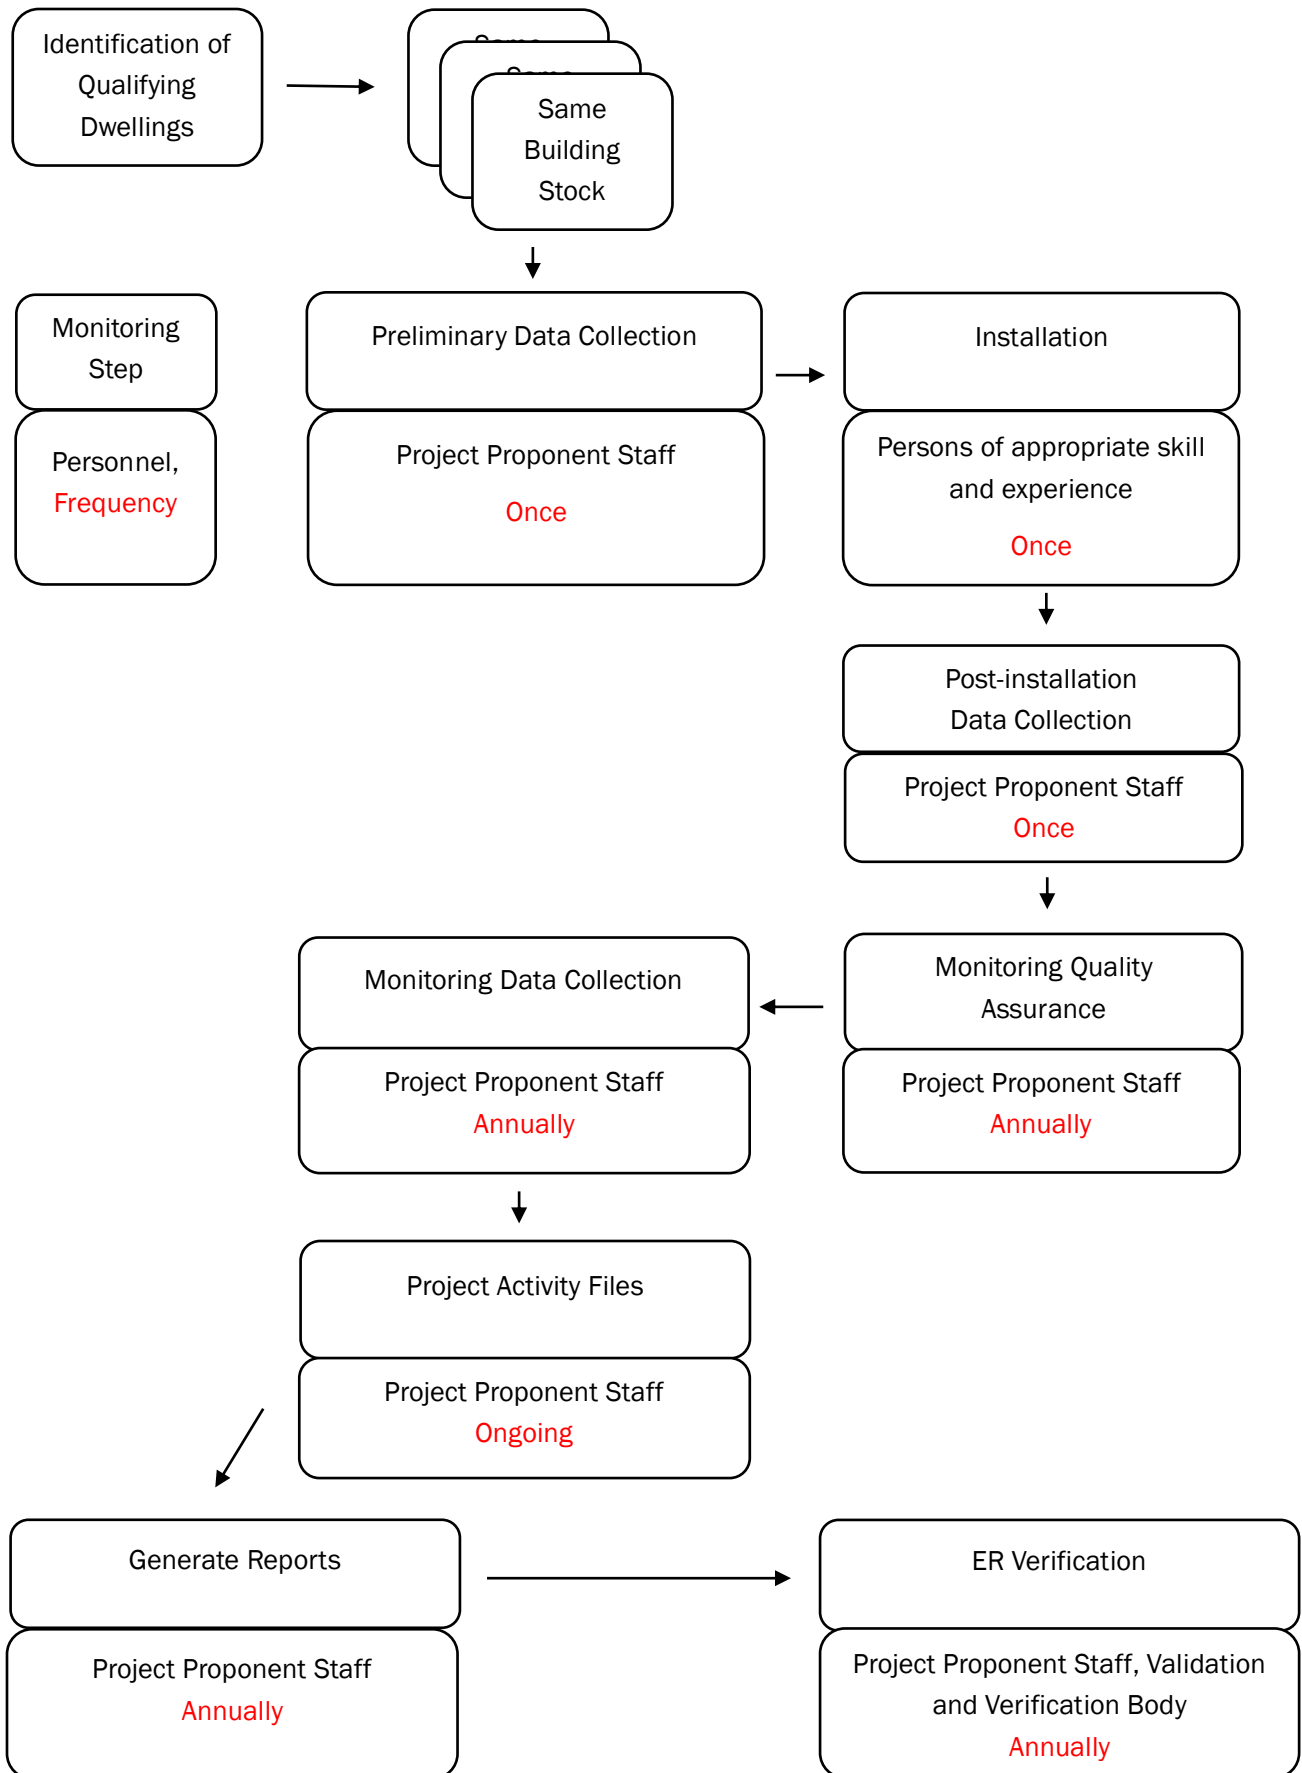 Identification of
Qualifying
Dwellings
Same
Same
Same
Building
Stock
Monitoring
Step
Personnel,
Frequency
Preliminary Data Collection
Project Proponent Staff
Once
Installation
Persons of appropriate skill
and experience
Once
Post-installation
Data Collection
Project Proponent Staff
Once
Monitoring Quality
Assurance
Project Proponent Staff
Annually
Monitoring Data Collection
Project Proponent Staff
Annually
Project Activity Files
Project Proponent Staff
Ongoing
Generate Reports
Project Proponent Staff
Annually
ER Verification
Project Proponent Staff, Validation
and Verification Body
Annually